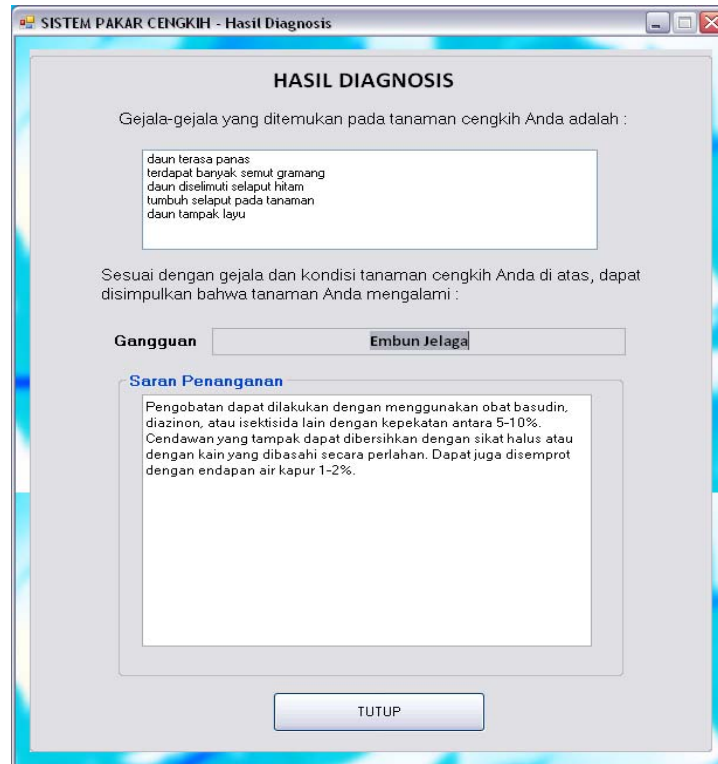 SISTEM PAKAR CENGKIH - Hasil Diagnosis
HASIL DIAGNOSIS
Gejala-gejala yang ditemukan pada tanaman cengkih Anda adalah :
daun terasa panas
terdapat banyak semut gramang
daun diselimuti selaput hitam
tumbuh selaput pada tanaman
daun tampak layu
Sesuai dengan gejala dan kondisi tanaman cengkih Anda di atas, dapat
disimpulkan bahwa tanaman Anda mengalami :
Gangguan Embun Jelaga
Saran Penanganan
Pengobatan dapat dilakukan dengan menggunakan obat basudin,
diazinon, atau isektisida lain dengan kepekatan antara 5-10%.
Cendawan yang tampak dapat dibersihkan dengan sikat halus atau
dengan kain yang dibasahi secara perlahan. Dapat juga disemprot
dengan endapan air kapur 1-2%.
TUTUP